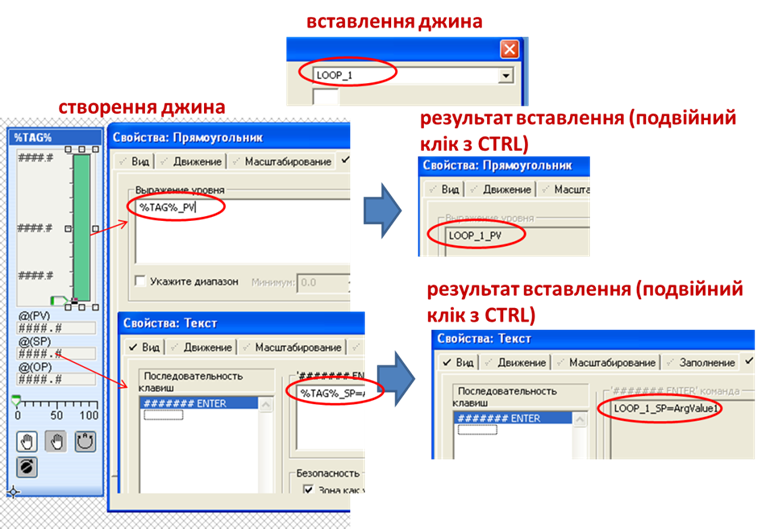 вставлення джина
LOOP_1
створення джина
результат вставлення (подвійний
клік з CTRL)
%TAG%
####.#
####.#
####.#
@(PV)
####.#
@(SP)
####.#
@(OP)
####.#
0 50 100
Свойства: Прямоугольник
Вид Движение Масштабирование
Выражение уровня
%TAG%_PV
Укажите диапазон Минимум: 0.0
Свойства: Прямоугольник
Вид Движение Масшта
Выражение уровня
LOOP_1_PV
результат вставлення (подвійний
клік з CTRL)
Свойства: Текст
Вид Движение Масштабирование
Последовательность
клавиш
####### ENTER
'####### EN
%TAG%_SP=
Безопасность
Зона как
Свойства: Текст
Вид Движение Масштабирование Заполнение
Последовательность
клавиш
####### ENTER
'####### ENTER' команда
LOOP_1_SP=ArgValue1